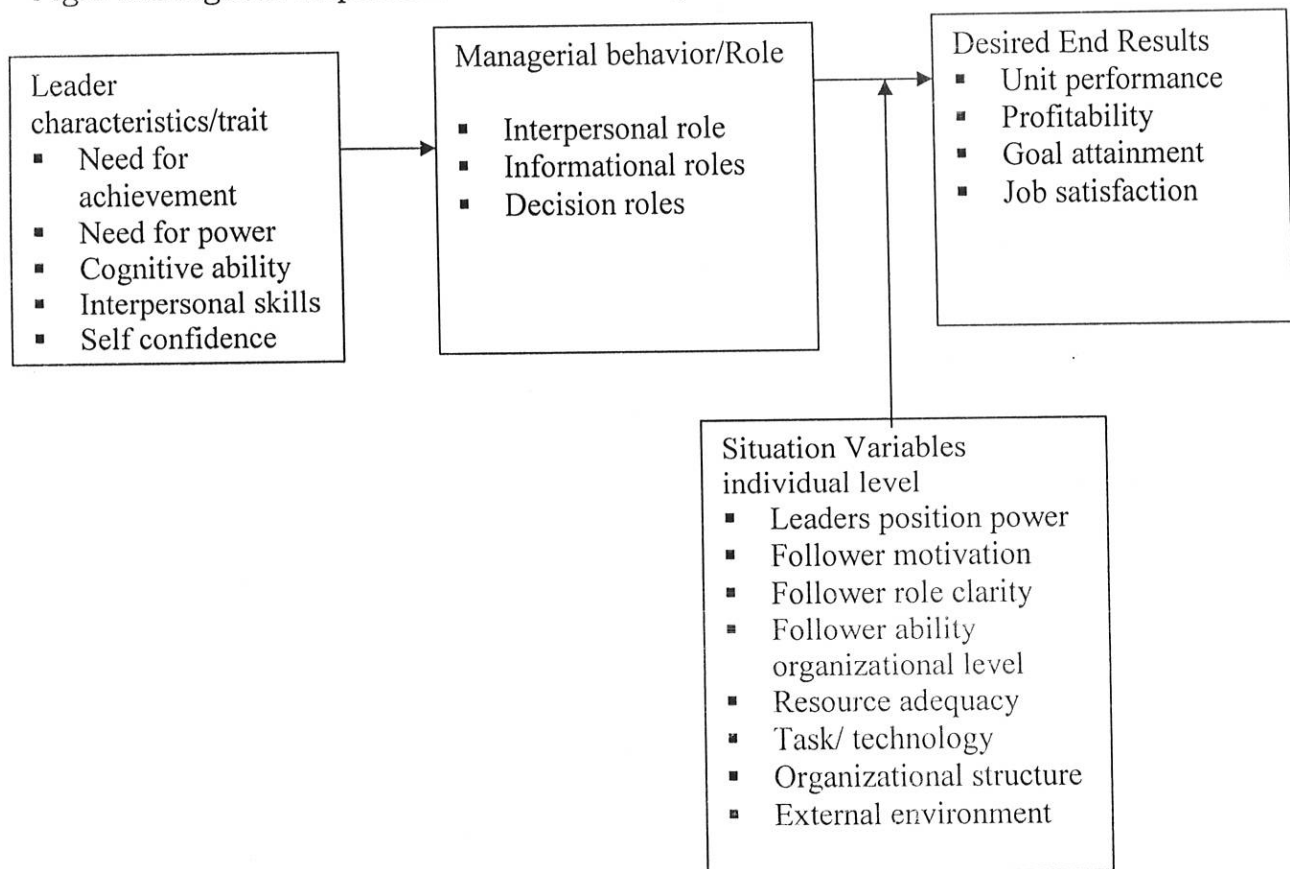 Leader
characteristics/trait
▪ Need for
achievement
▪ Need for power
▪ Cognitive ability
▪ Interpersonal skills
▪ Self confidence
Managerial behavior/Role
▪ Interpersonal role
▪ Informational roles
▪ Decision roles
Desired End Results
▪ Unit performance
▪ Profitability
▪ Goal attainment
▪ Job satisfaction
Situation Variables
individual level
▪ Leaders position power
▪ Follower motivation
▪ Follower role clarity
▪ Follower ability
organizational level
▪ Resource adequacy
▪ Task/ technology
▪ Organizational structure
▪ External environment